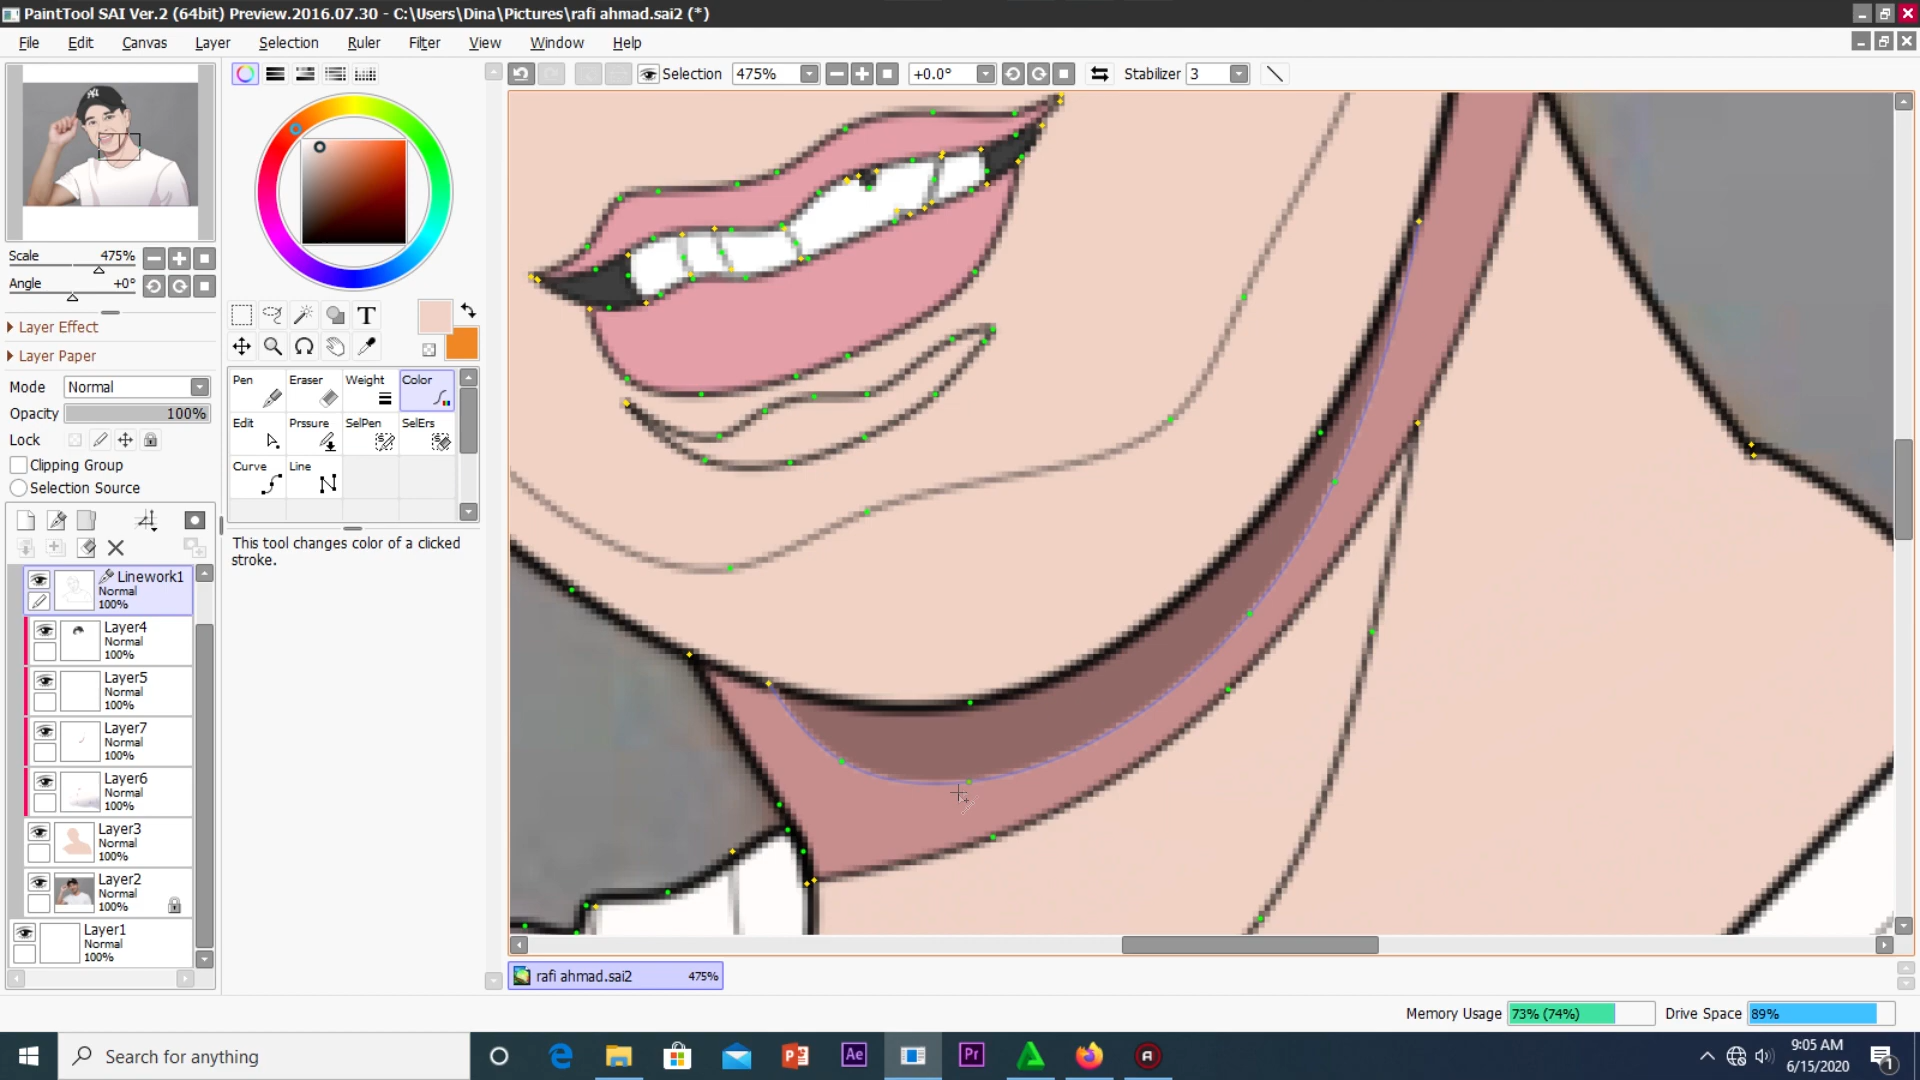 PaintTool SAI Ver.2 (64bit) Preview.2016.07.30 - C:\Users\Dina\Pictures\rafi ahmad.sai2 (*)
File Edit Canvas Layer Selection Ruler Filter View Window Help
Selection 475% +0.0° Stabilizer 3
Scale 475%
Angle +0°
Layer Effect
Layer Paper
Mode Normal
Opacity 100%
Lock
Clipping Group
Selection Source
T
Pen Eraser Weight Color
Edit Prssure SelPen SelErs
Curve Line
This tool changes color of a clicked
stroke.
Linework1
Normal
100%
Layer4
Normal
100%
Layer5
Normal
100%
Layer7
Normal
100%
Layer6
Normal
100%
Layer3
Normal
100%
Layer2
Normal
100%
Layer1
Normal
100%
rafi ahmad.sai2 475%
Memory Usage 73% (74%) Drive Space 89%
Search for anything
Ae
Pr
9:05 AM
6/15/2020
1